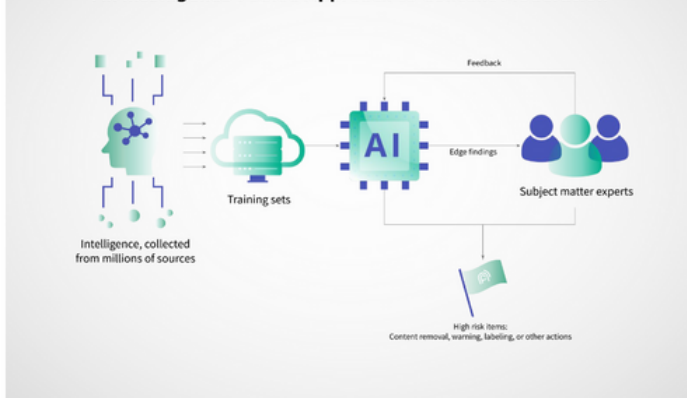 Feedback
AI
Edge findings
Training sets
Subject matter experts
Intelligence, collected
from millions of sources
High risk items:
Content removal, warning, labeling, or other actions